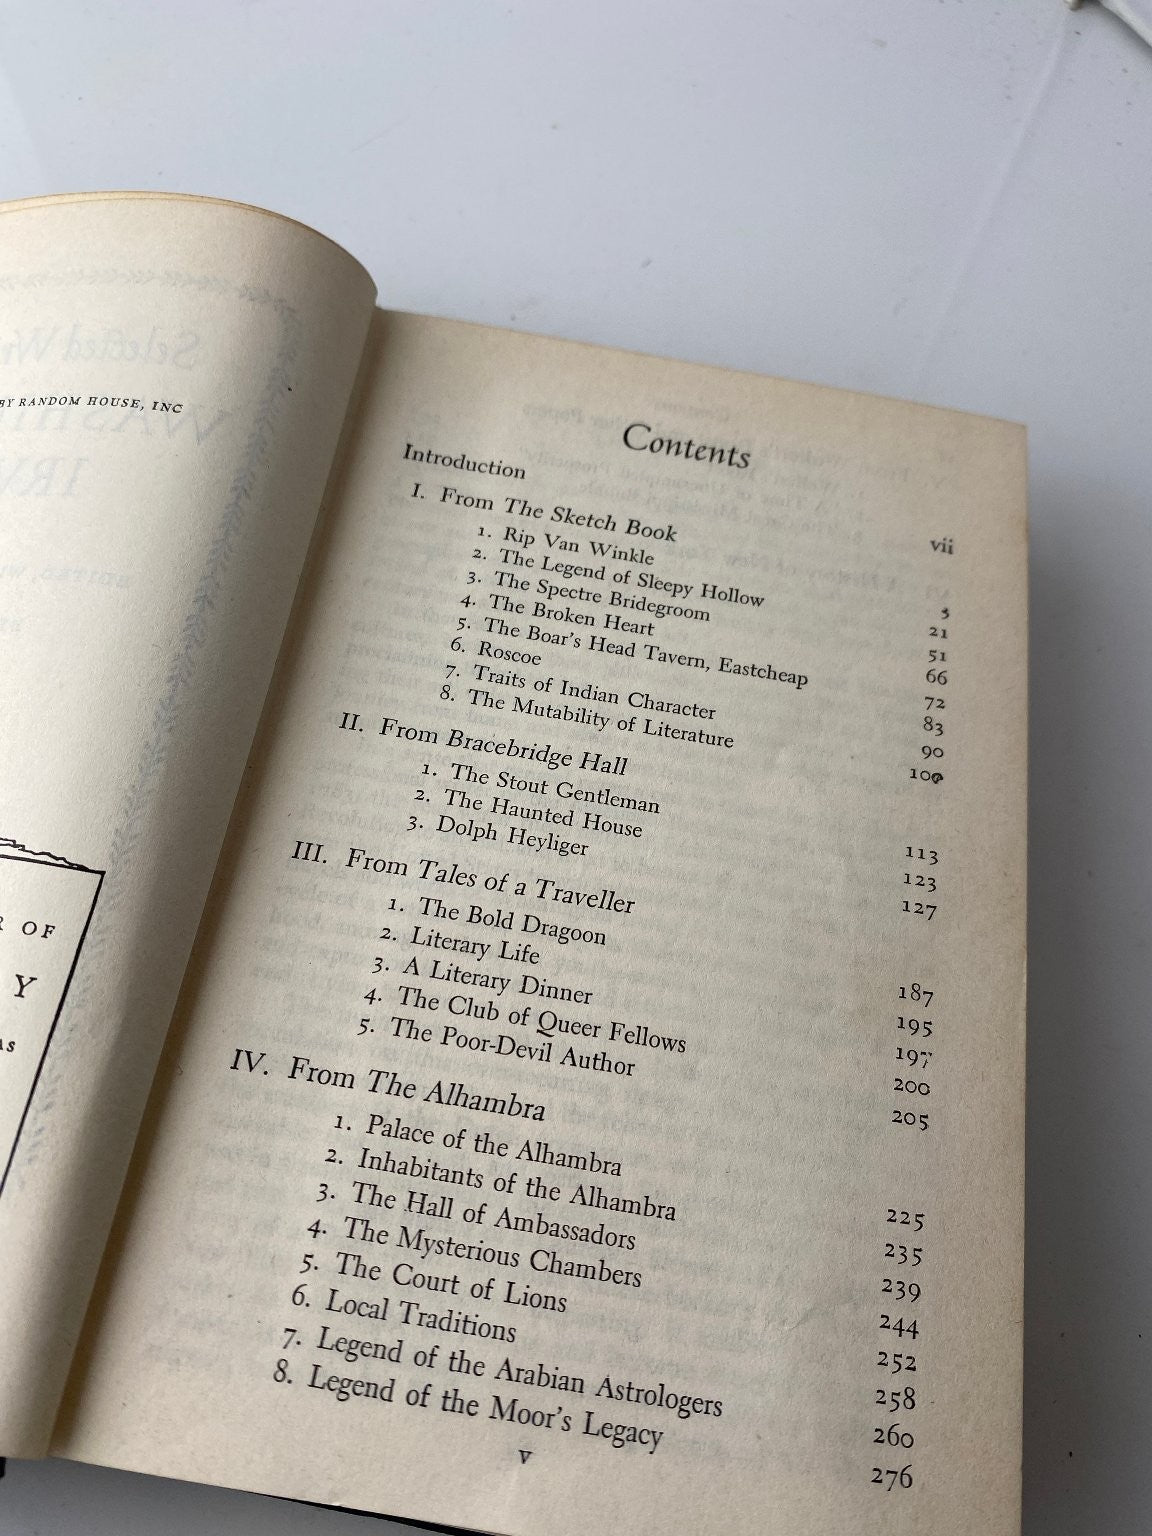 BY RANDOM HOUSE, INC
OF
Y
AS
Contents
Introduction vii
I. From The Sketch Book
1. Rip Van Winkle 3
2. The Legend of Sleepy Hollow 21
3. The Spectre Bridegroom 51
4. The Broken Heart 66
5. The Boar's Head Tavern, Eastcheap 72
6. Roscoe 83
7. Traits of Indian Character 90
8. The Mutability of Literature 100
II. From Bracebridge Hall
1. The Stout Gentleman 113
2. The Haunted House 123
3. Dolph Heyliger 127
III. From Tales of a Traveller
1. The Bold Dragoon 187
2. Literary Life 195
3. A Literary Dinner 197
4. The Club of Queer Fellows 200
5. The Poor-Devil Author 205
IV. From The Alhambra
1. Palace of the Alhambra 225
2. Inhabitants of the Alhambra 235
3. The Hall of Ambassadors 239
4. The Mysterious Chambers 244
5. The Court of Lions 252
6. Local Traditions 258
7. Legend of the Arabian Astrologers 260
8. Legend of the Moor's Legacy 276
v